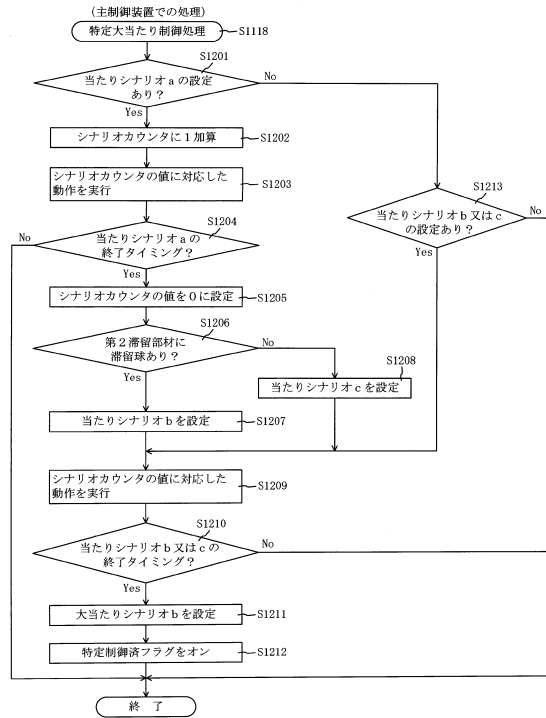 (主制御装置での処理)
特定大当たり制御処理
S1118
S1201
当たりシナリオaの設定
あり?
No
Yes
シナリオカウンタに1加算
S1202
シナリオカウンタの値に対応した
動作を実行
S1203
S1213
当たりシナリオb又はc
の設定あり?
No
Yes
S1204
No
当たりシナリオaの
終了タイミング?
Yes
シナリオカウンタの値を0に設定
S1205
S1206
第2滞留部材に
滞留球あり?
No
Yes
S1208
当たりシナリオcを設定
当たりシナリオbを設定
S1207
シナリオカウンタの値に対応した
動作を実行
S1209
S1210
当たりシナリオb又はcの
終了タイミング?
No
Yes
大当たりシナリオbを設定
S1211
特定制御済フラグをオン
S1212
終 了